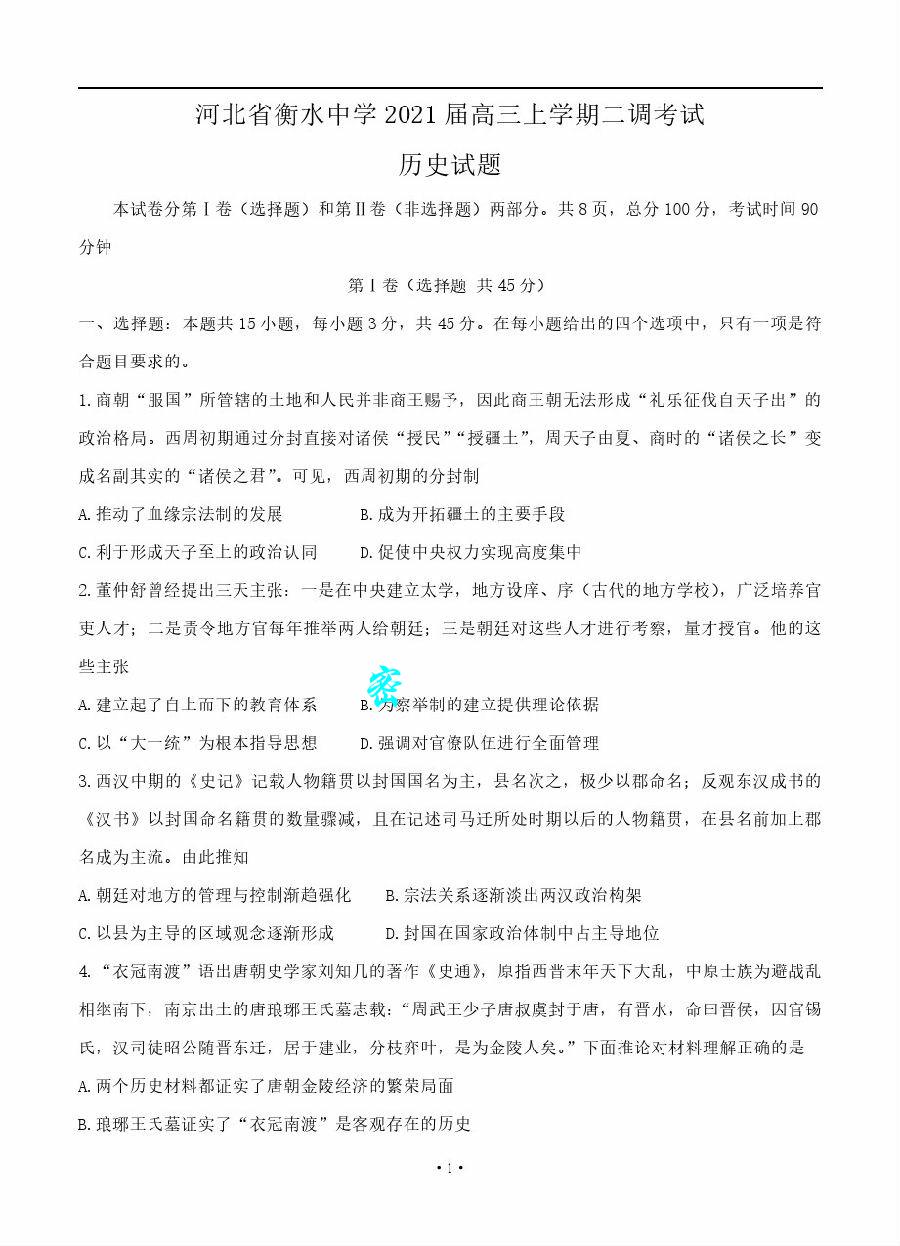 河北省衡水中学 2021 届高三上学期二调考试
历史试题
本试卷分第Ⅰ卷（选择题）和第Ⅱ卷（非选择题）两部分。共 8 页，总分 100 分，考试时间 90
分钟
第Ⅰ卷（选择题 共 45 分）
一、选择题：本题共 15 小题，每小题 3 分，共 45 分。在每小题给出的四个选项中，只有一项是符
合题目要求的。
1. 商朝“服国”所管辖的土地和人民并非商王赐予，因此商王朝无法形成“礼乐征伐自天子出”的
政治格局。西周初期通过分封直接对诸侯“授民”“授疆土”，周天子由夏、商时的“诸侯之长”变
成名副其实的“诸侯之君”。可见，西周初期的分封制
A. 推动了血缘宗法制的发展 B. 成为开拓疆土的主要手段
C. 利于形成天子至上的政治认同 D. 促使中央权力实现高度集中
2. 董仲舒曾经提出三天主张：一是在中央建立太学，地方设庠、序（古代的地方学校），广泛培养官
吏人才；二是责令地方官每年推举两人给朝廷；三是朝廷对这些人才进行考察，量才授官。他的这
些主张
A. 建立起了自上而下的教育体系 B. 为察举制的建立提供理论依据
密
C. 以“大一统”为根本指导思想 D. 强调对官僚队伍进行全面管理
3. 西汉中期的《史记》记载人物籍贯以封国国名为主，县名次之，极少以郡命名；反观东汉成书的
《汉书》以封国命名籍贯的数量骤减，且在记述司马迁所处时期以后的人物籍贯，在县名前加上郡
名成为主流。由此推知
A. 朝廷对地方的管理与控制渐趋强化 B. 宗法关系逐渐淡出两汉政治构架
C. 以县为主导的区域观念逐渐形成 D. 封国在国家政治体制中占主导地位
4. “衣冠南渡”语出唐朝史学家刘知几的著作《史通》，原指西晋末年天下大乱，中原士族为避战乱
相继南下。南京出土的唐琅琊王氏墓志载：“周武王少子唐叔虞封于唐，有晋水，命曰晋侯，因官锡
氏，汉司徒昭公随晋东迁，居于建业，分枝弈叶，是为金陵人矣。”下面推论对材料理解正确的是
A. 两个历史材料都证实了唐朝金陵经济的繁荣局面
B. 琅琊王氏墓证实了“衣冠南渡”是客观存在的历史
• 1 •